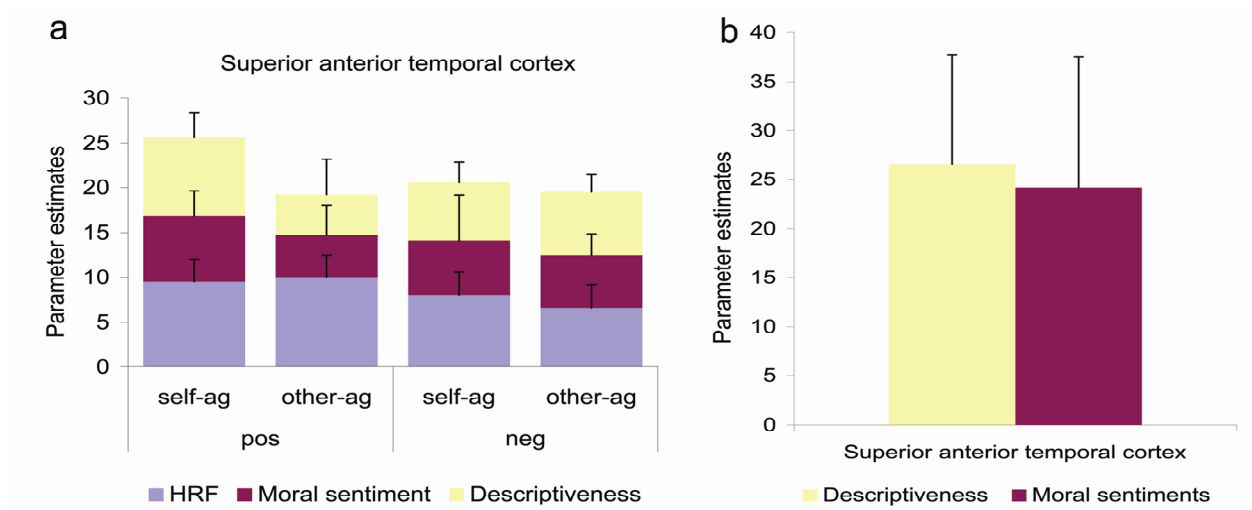 a
Superior anterior temporal cortex
Parameter estimates
30
25
20
15
10
5
0
self-ag other-ag self-ag other-ag
pos neg
HRF Moral sentiment Descriptiveness
b
Parameter estimates
40
35
30
25
20
15
10
5
0
Superior anterior temporal cortex
Descriptiveness Moral sentiments